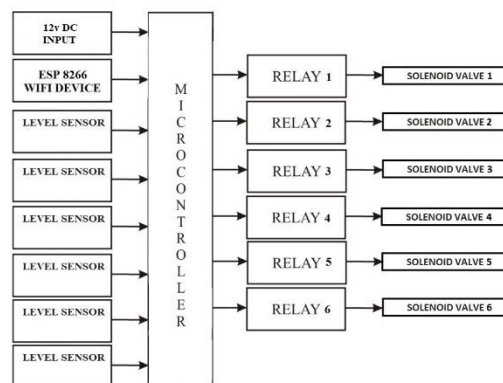 12v DC
INPUT
ESP 8266
WIFI DEVICE
LEVEL SENSOR
LEVEL SENSOR
LEVEL SENSOR
LEVEL SENSOR
LEVEL SENSOR
LEVEL SENSOR
MICROCONTROLLER
RELAY 1
RELAY 2
RELAY 3
RELAY 4
RELAY 5
RELAY 6
SOLENOID VALVE 1
SOLENOID VALVE 2
SOLENOID VALVE 3
SOLENOID VALVE 4
SOLENOID VALVE 5
SOLENOID VALVE 6